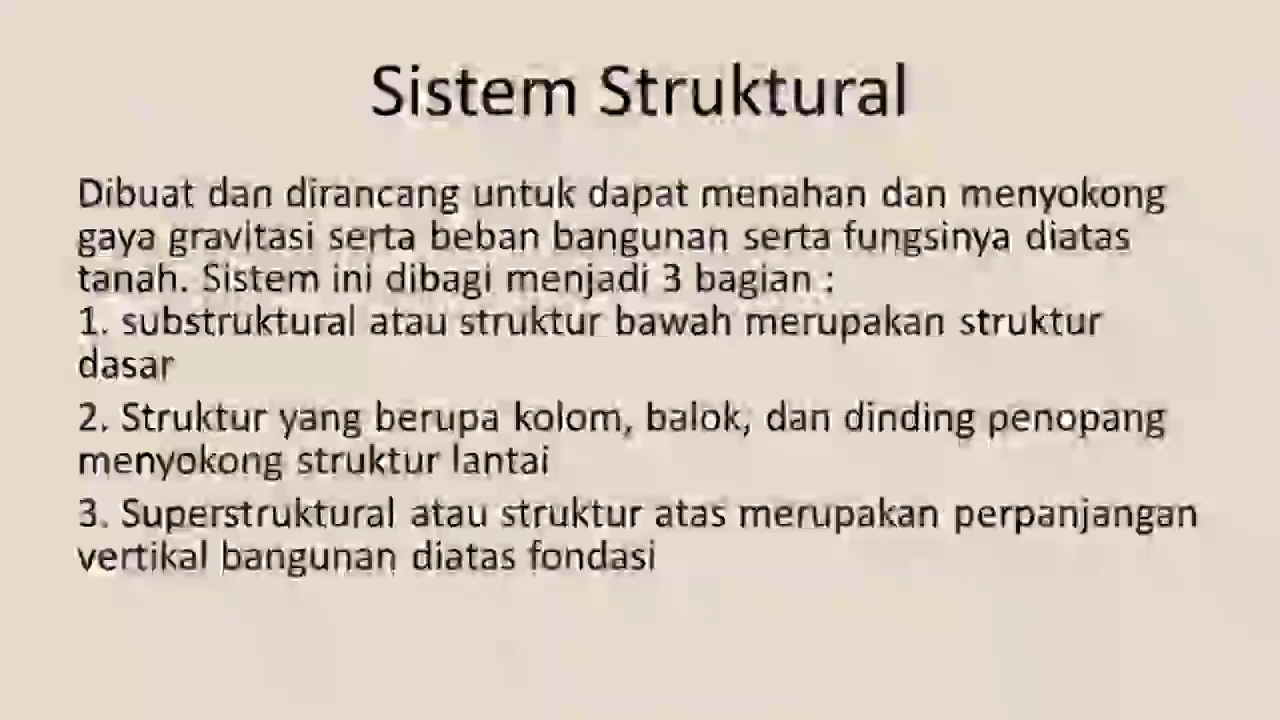 Sistem Struktural
Dibuat dan dirancang untuk dapat menahan dan menyokong
gaya gravitasi serta beban bangunan serta fungsinya diatas
tanah. Sistem ini dibagi menjadi 3 bagian :
1. substruktural atau struktur bawah merupakan struktur
dasar
2. Struktur yang berupa kolom, balok, dan dinding penopang
menyokong struktur lantai
3. Superstruktural atau struktur atas merupakan perpanjangan
vertikal bangunan diatas fondasi